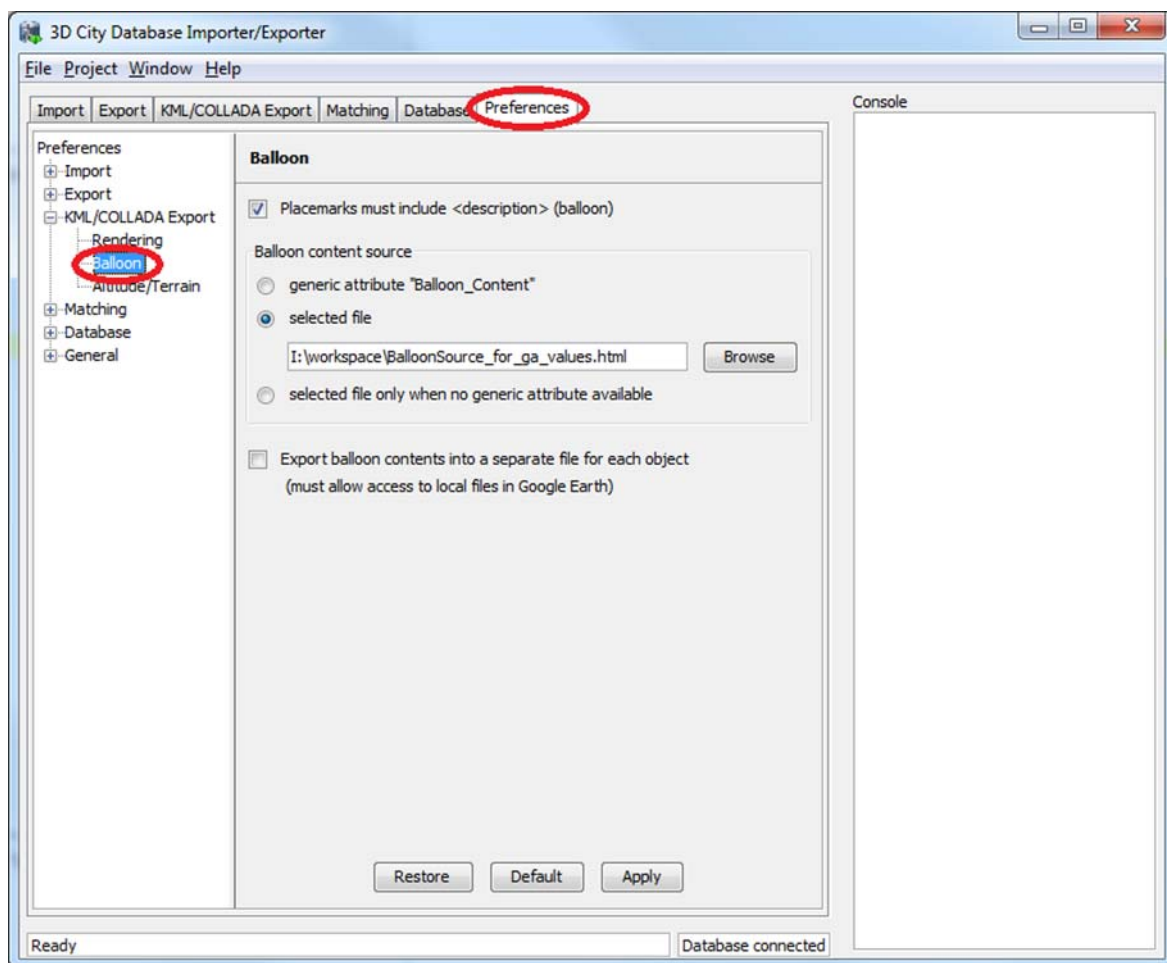 3D City Database Importer/Exporter
File Project Window Help
Import Export KML/COLLADA Export Matching Database Preferences
Console
Preferences
Import
Export
KML/COLLADA Export
Rendering
Balloon
Altitude/Terrain
Matching
Database
General
Balloon
Placemarks must include <description> (balloon)
Balloon content source
generic attribute "Balloon_Content"
selected file
I:\workspace\BalloonSource_for_ga_values.html Browse
selected file only when no generic attribute available
Export balloon contents into a separate file for each object
(must allow access to local files in Google Earth)
Restore Default Apply
Ready Database connected